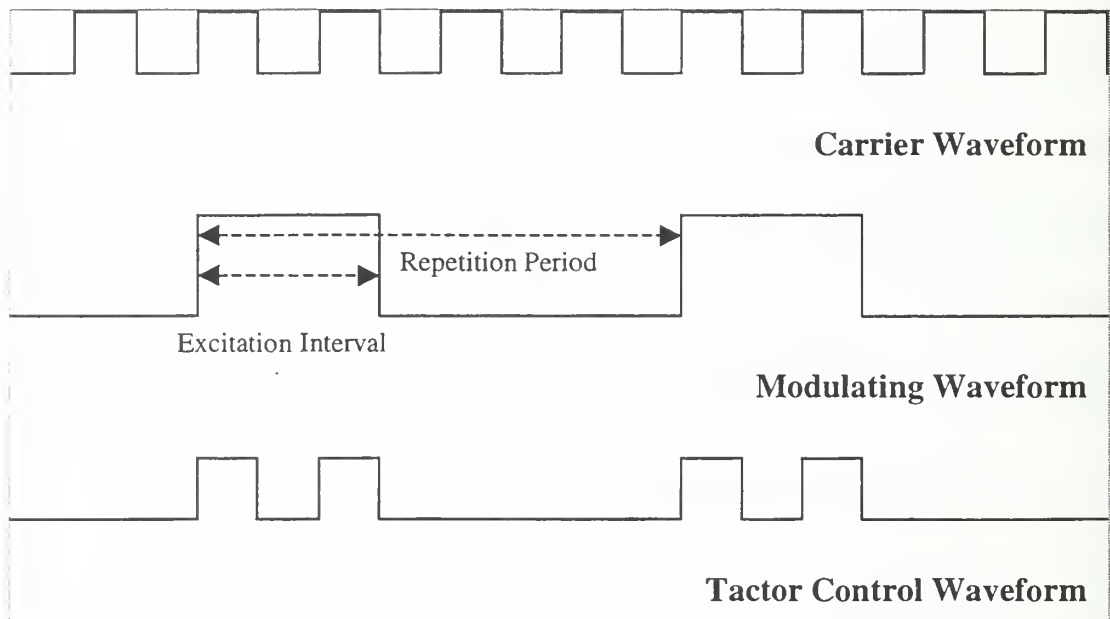 Carrier Waveform
Repetition Period
Excitation Interval
Modulating Waveform
Tactor Control Waveform